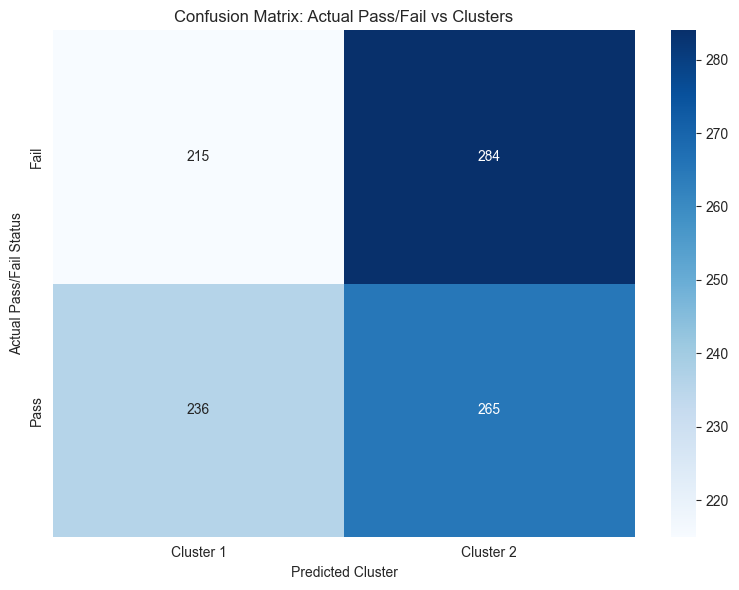 Confusion Matrix: Actual Pass/Fail vs Clusters
Actual Pass/Fail Status
Fail
Pass
215
284
236
265
Cluster 1
Cluster 2
Predicted Cluster
280
270
260
250
240
230
220